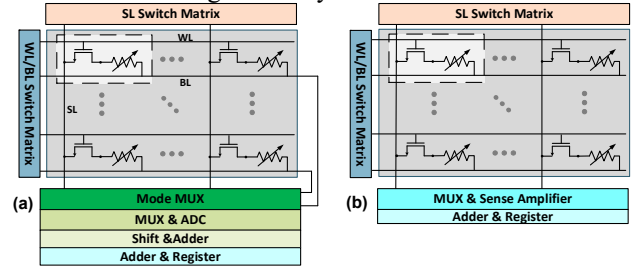 SL Switch Matrix
WL/BL Switch Matrix
WL
BL
SL
(a)
Mode MUX
MUX & ADC
Shift &Adder
Adder & Register
SL Switch Matrix
WL/BL Switch Matrix
(b)
MUX & Sense Amplifier
Adder & Register